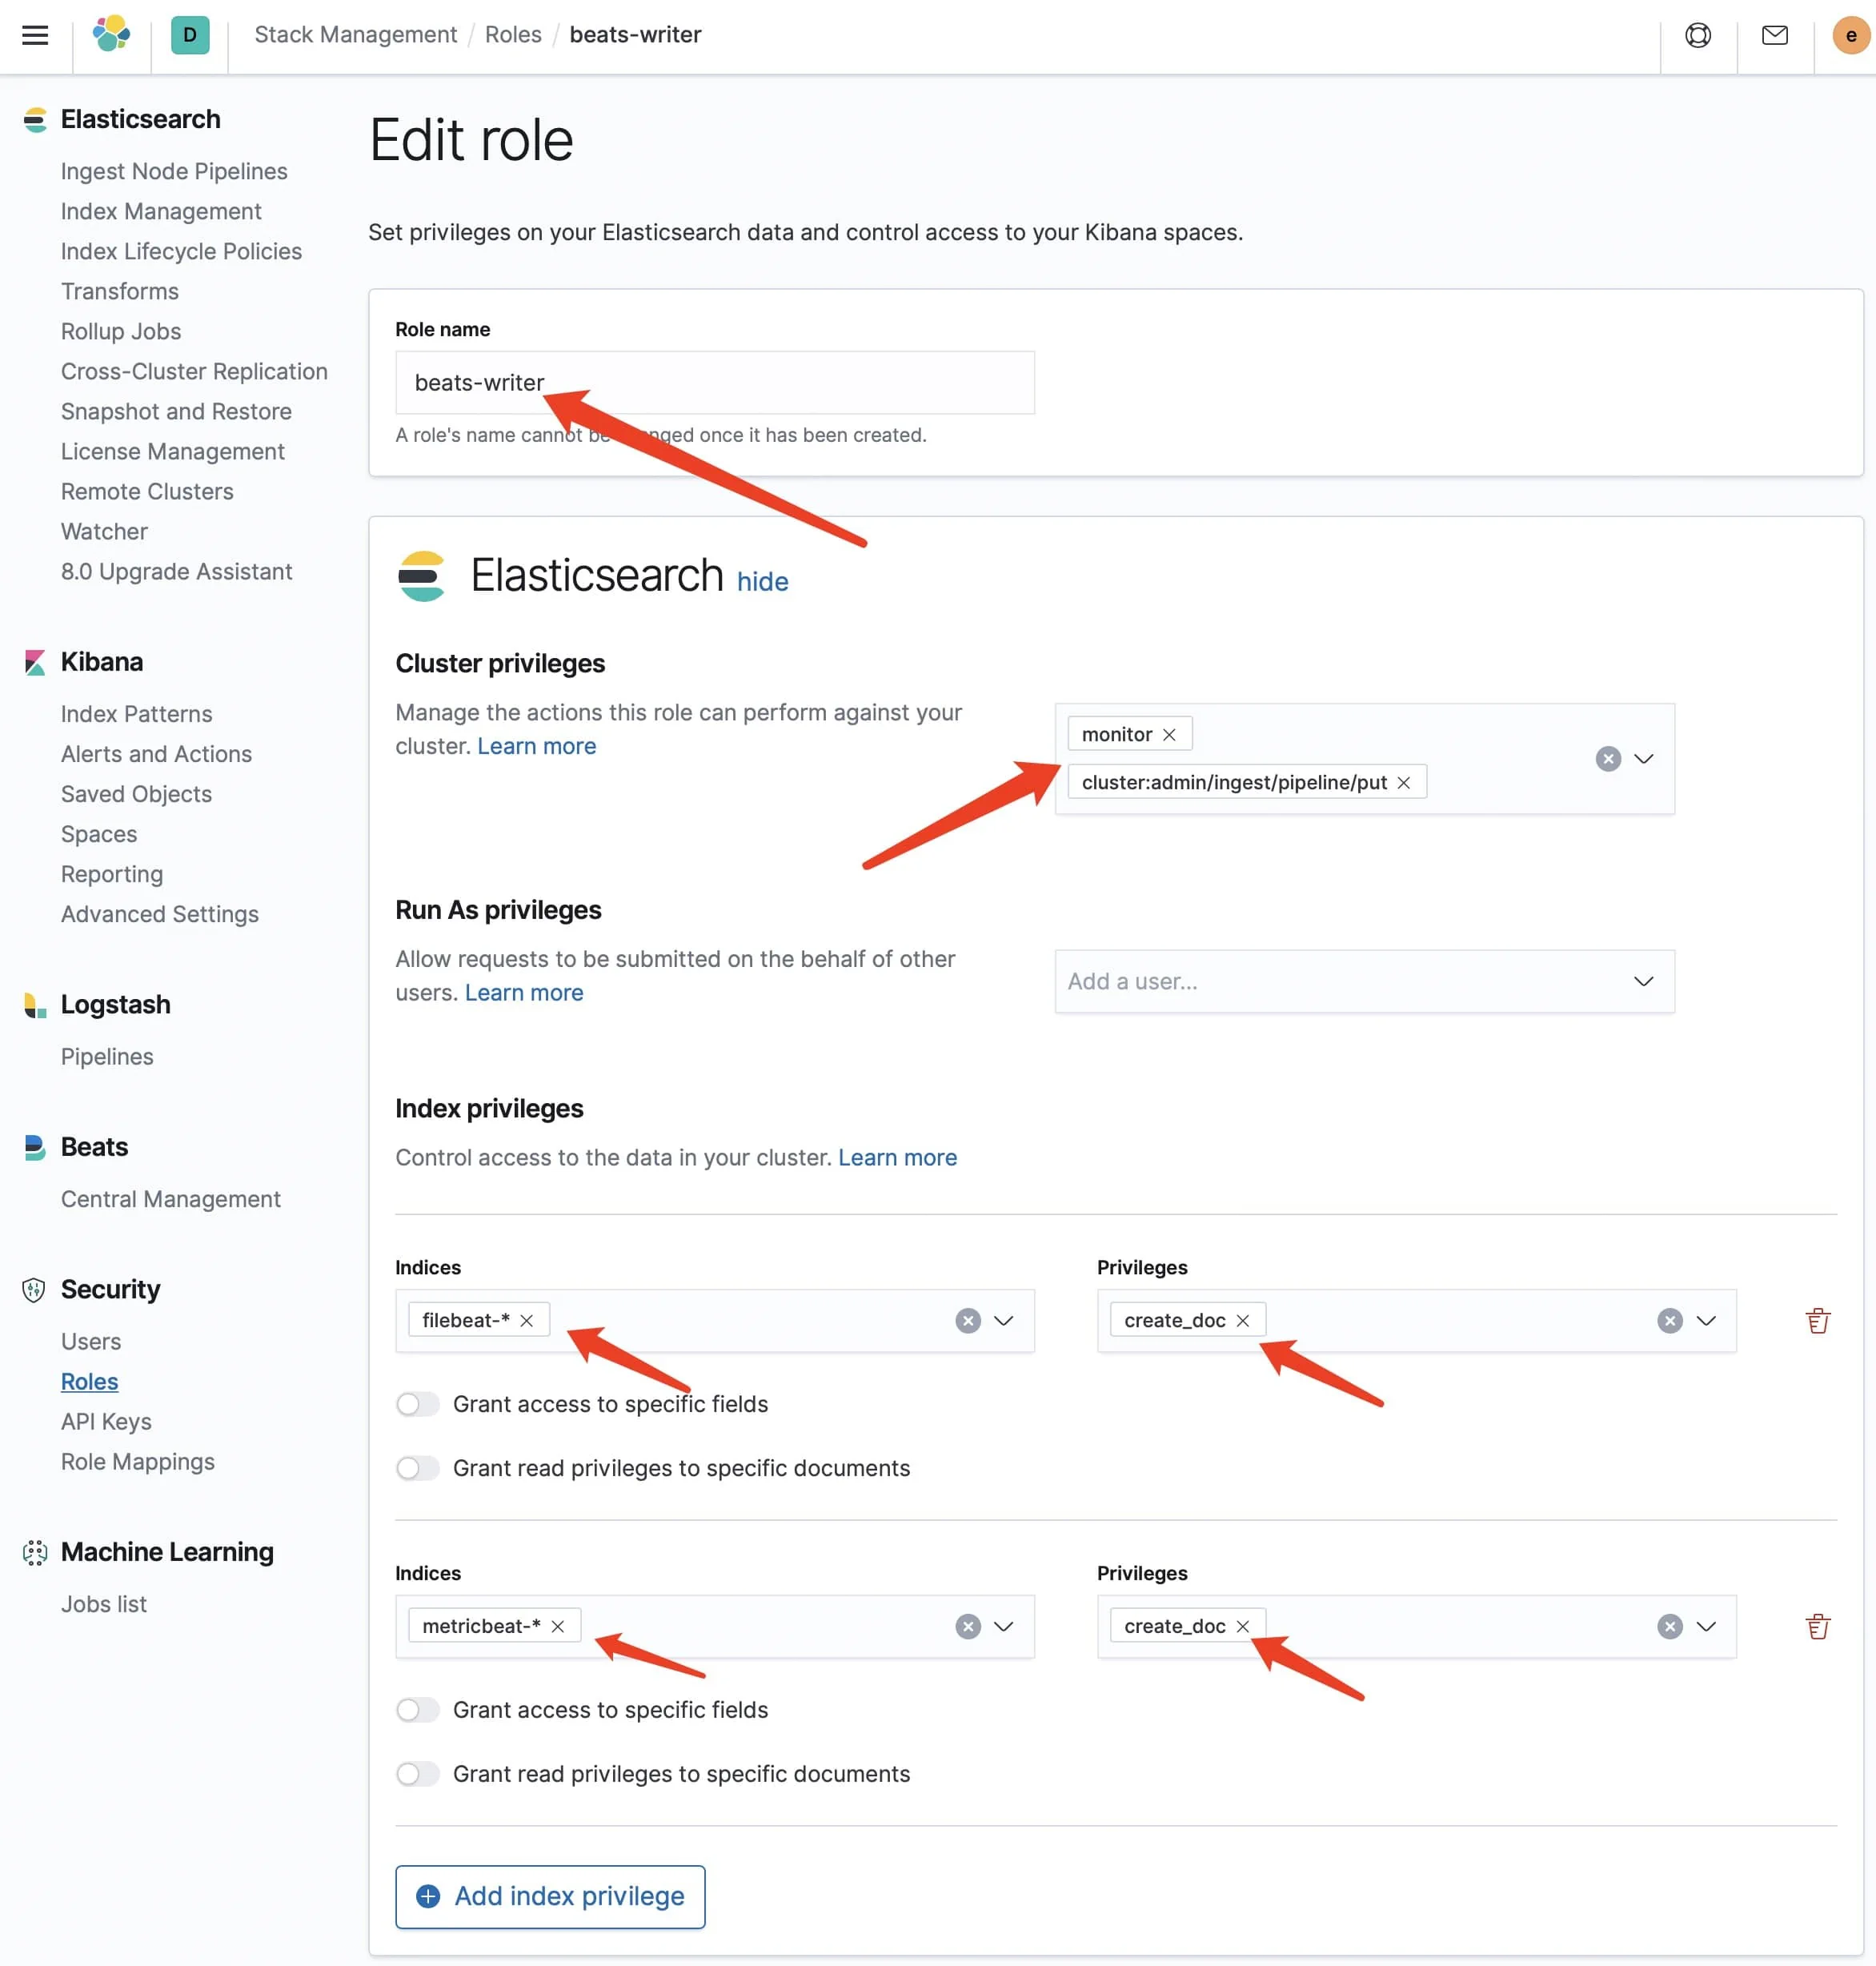 D
Stack Management / Roles / beats-writer
e
Elasticsearch
Ingest Node Pipelines
Index Management
Index Lifecycle Policies
Transforms
Rollup Jobs
Cross-Cluster Replication
Snapshot and Restore
License Management
Remote Clusters
Watcher
8.0 Upgrade Assistant
Kibana
Index Patterns
Alerts and Actions
Saved Objects
Spaces
Reporting
Advanced Settings
Logstash
Pipelines
Beats
Central Management
Security
Users
Roles
API Keys
Role Mappings
Machine Learning
Jobs list
Edit role
Set privileges on your Elasticsearch data and control access to your Kibana spaces.
Role name
beats-writer
A role's name cannot be once it has been created.
Elasticsearch hide
Cluster privileges
Manage the actions this role can perform against your
cluster. Learn more
monitor
cluster:admin/ingest/pipeline/put
Run As privileges
Allow requests to be submitted on the behalf of other
users. Learn more
Add a user...
Index privileges
Control access to the data in your cluster. Learn more
Indices
Privileges
filebeat-*
create_doc
Grant access to specific fields
Grant read privileges to specific documents
Indices
Privileges
metricbeat-*
create_doc
Grant access to specific fields
Grant read privileges to specific documents
Add index privilege